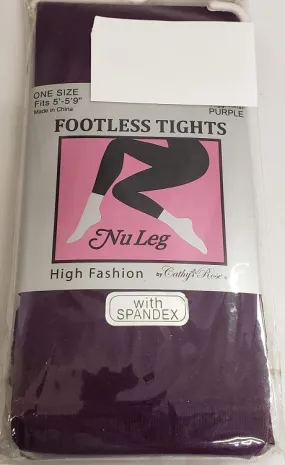 ONE SIZE
Fits 5'-5'9"
Made in China
PURPLE
FOOTLESS TIGHTS
Nu Leg
High Fashion by Cathy's Rose
with
SPANDEX